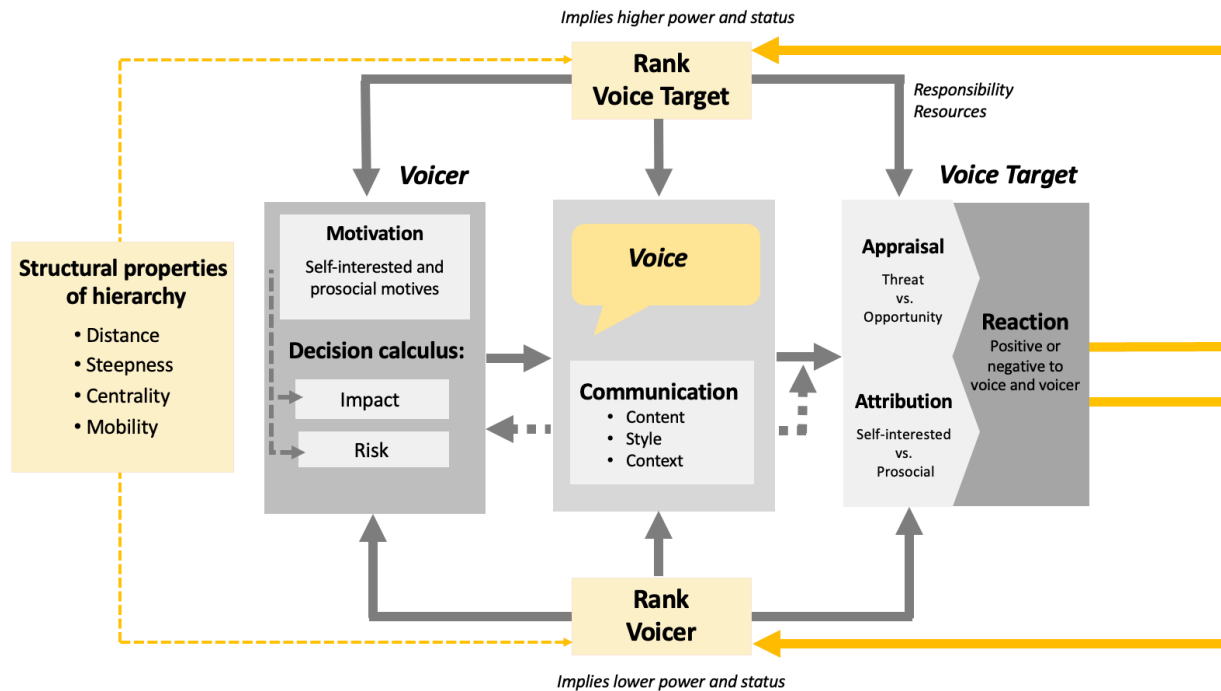 Implies higher power and status
Rank
Voice Target
Responsibility
Resources
Voicer
Voice Target
Structural properties
of hierarchy
• Distance
• Steepness
• Centrality
• Mobility
Motivation
Self-interested and
prosocial motives
Decision calculus:
Impact
Risk
Voice
Communication
• Content
• Style
• Context
Appraisal
Threat
vs.
Opportunity
Attribution
Self-interested
vs.
Prosocial
Reaction
Positive or
negative to
voice and voicer
Rank
Voicer
Implies lower power and status